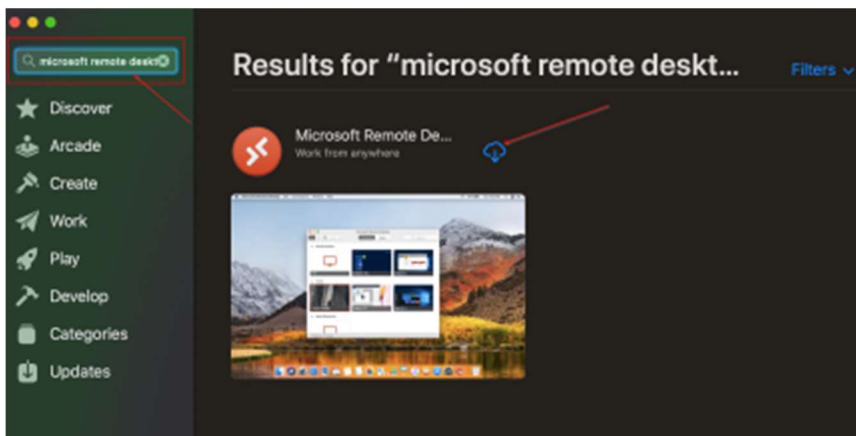 microsoft remote deskt
Results for “microsoft remote deskt...
Filters
Discover
Arcade
Create
Work
Play
Develop
Categories
Updates
Microsoft Remote De...
Work from anywhere